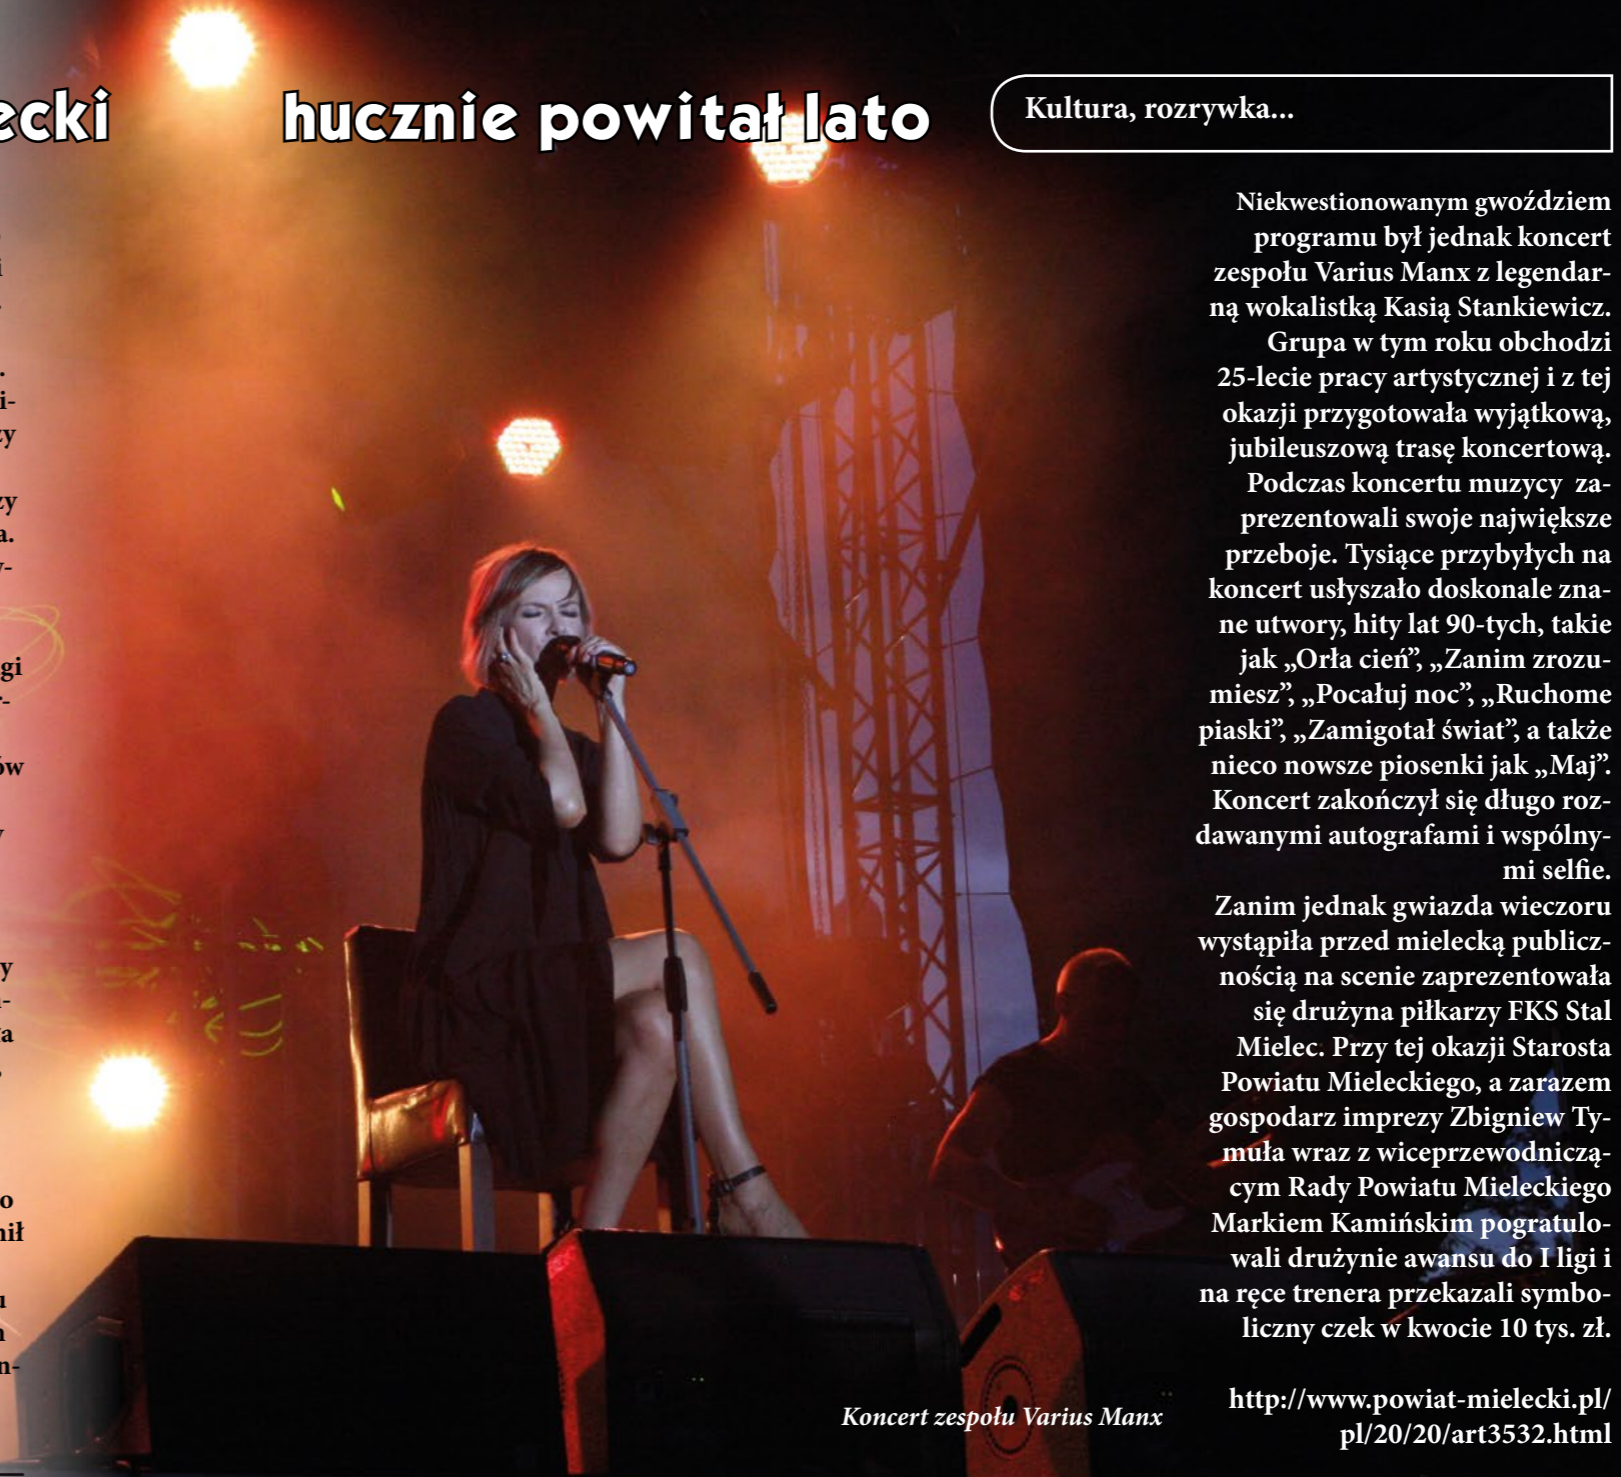 ecki hucznie powitał lato
Kultura, rozrywka...
i
.
i-
zy
zy
a.
y-
gi
r-
ów
y
y
a
o
nił
u
n-
Niekwestionowanym gwoździem
programu był jednak koncert
zespołu Varius Manx z legendar-
ną wokalistką Kasią Stankiewicz.
Grupa w tym roku obchodzi
25-lecie pracy artystycznej i z tej
okazji przygotowała wyjątkową,
jubileuszową trasę koncertową.
Podczas koncertu muzycy za-
prezentowali swoje największe
przeboje. Tysiące przybyłych na
koncert usłyszało doskonale zna-
ne utwory, hity lat 90-tych, takie
jak „Orła cień”, „Zanim zrozu-
miesz”, „Pocałuj noc”, „Ruchome
piaski”, „Zamigotał świat”, a także
nieco nowsze piosenki jak „Maj”.
Koncert zakończył się długo roz-
dawanymi autografami i wspólny-
mi selfie.
Zanim jednak gwiazda wieczoru
wystąpiła przed mielecką publicz-
nością na scenie zaprezentowała
się drużyna piłkarzy FKS Stal
Mielec. Przy tej okazji Starosta
Powiatu Mieleckiego, a zarazem
gospodarz imprezy Zbigniew Ty-
muła wraz z wiceprzewodniczą-
cym Rady Powiatu Mieleckiego
Markiem Kamińskim pogratulo-
wali drużynie awansu do I ligi i
na ręce trenera przekazali symbo-
liczny czek w kwocie 10 tys. zł.
http://www.powiat-mielecki.pl/
pl/20/20/art3532.html
Koncert zespołu Varius Manx